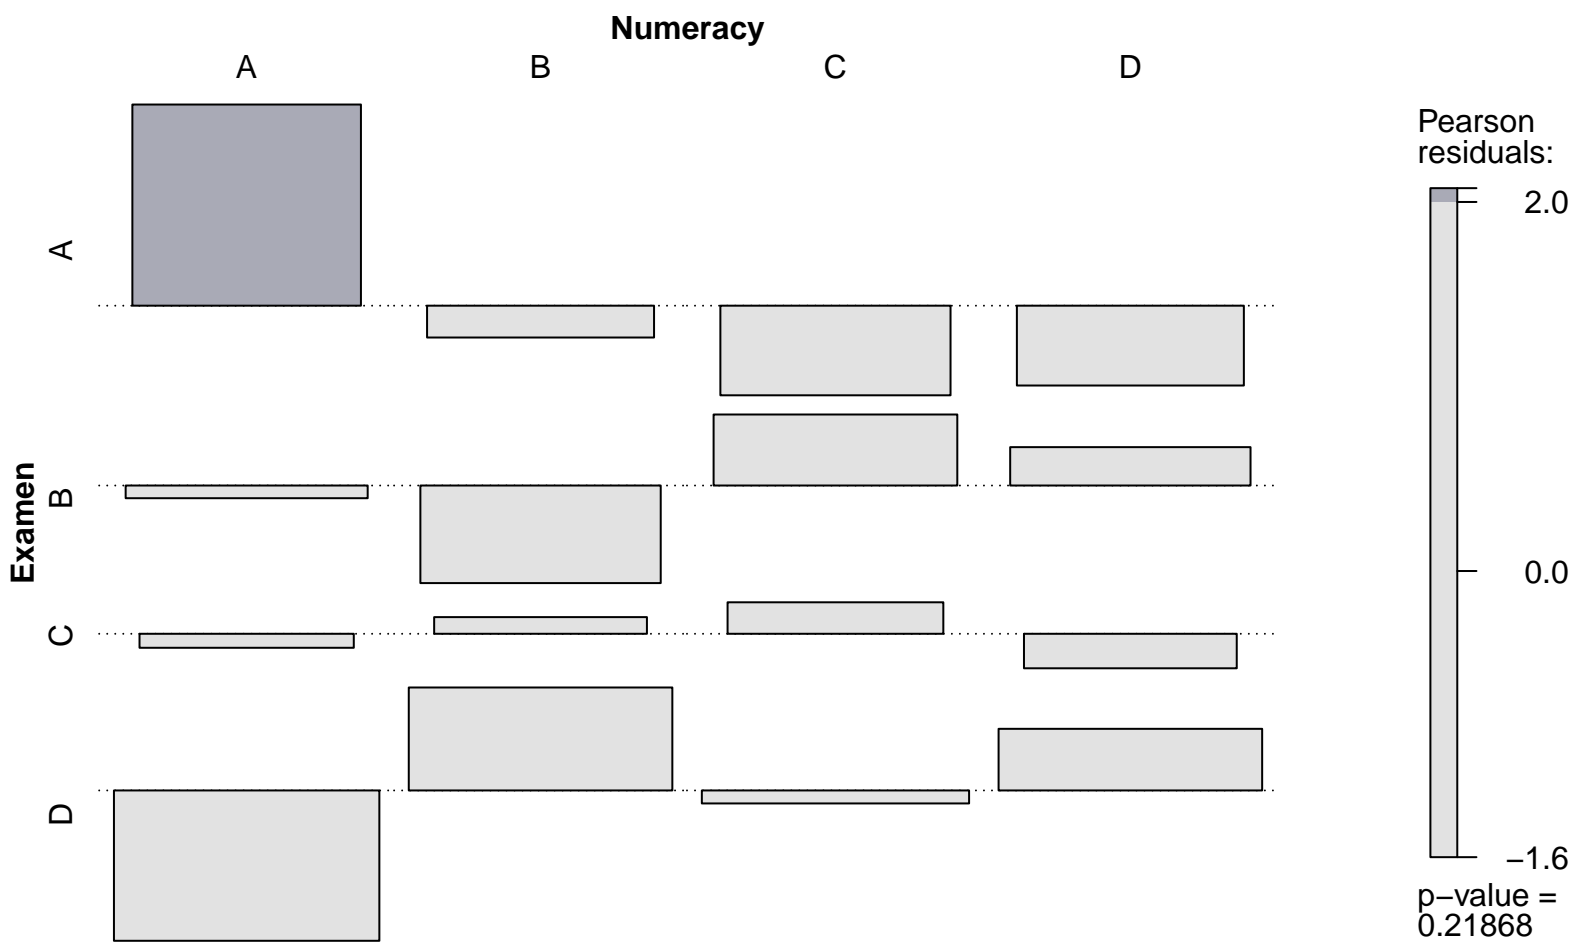 Numeracy
A B C D
Examen
A
B
C
D
Pearson
residuals:
2.0
0.0
−1.6
p−value =
0.21868